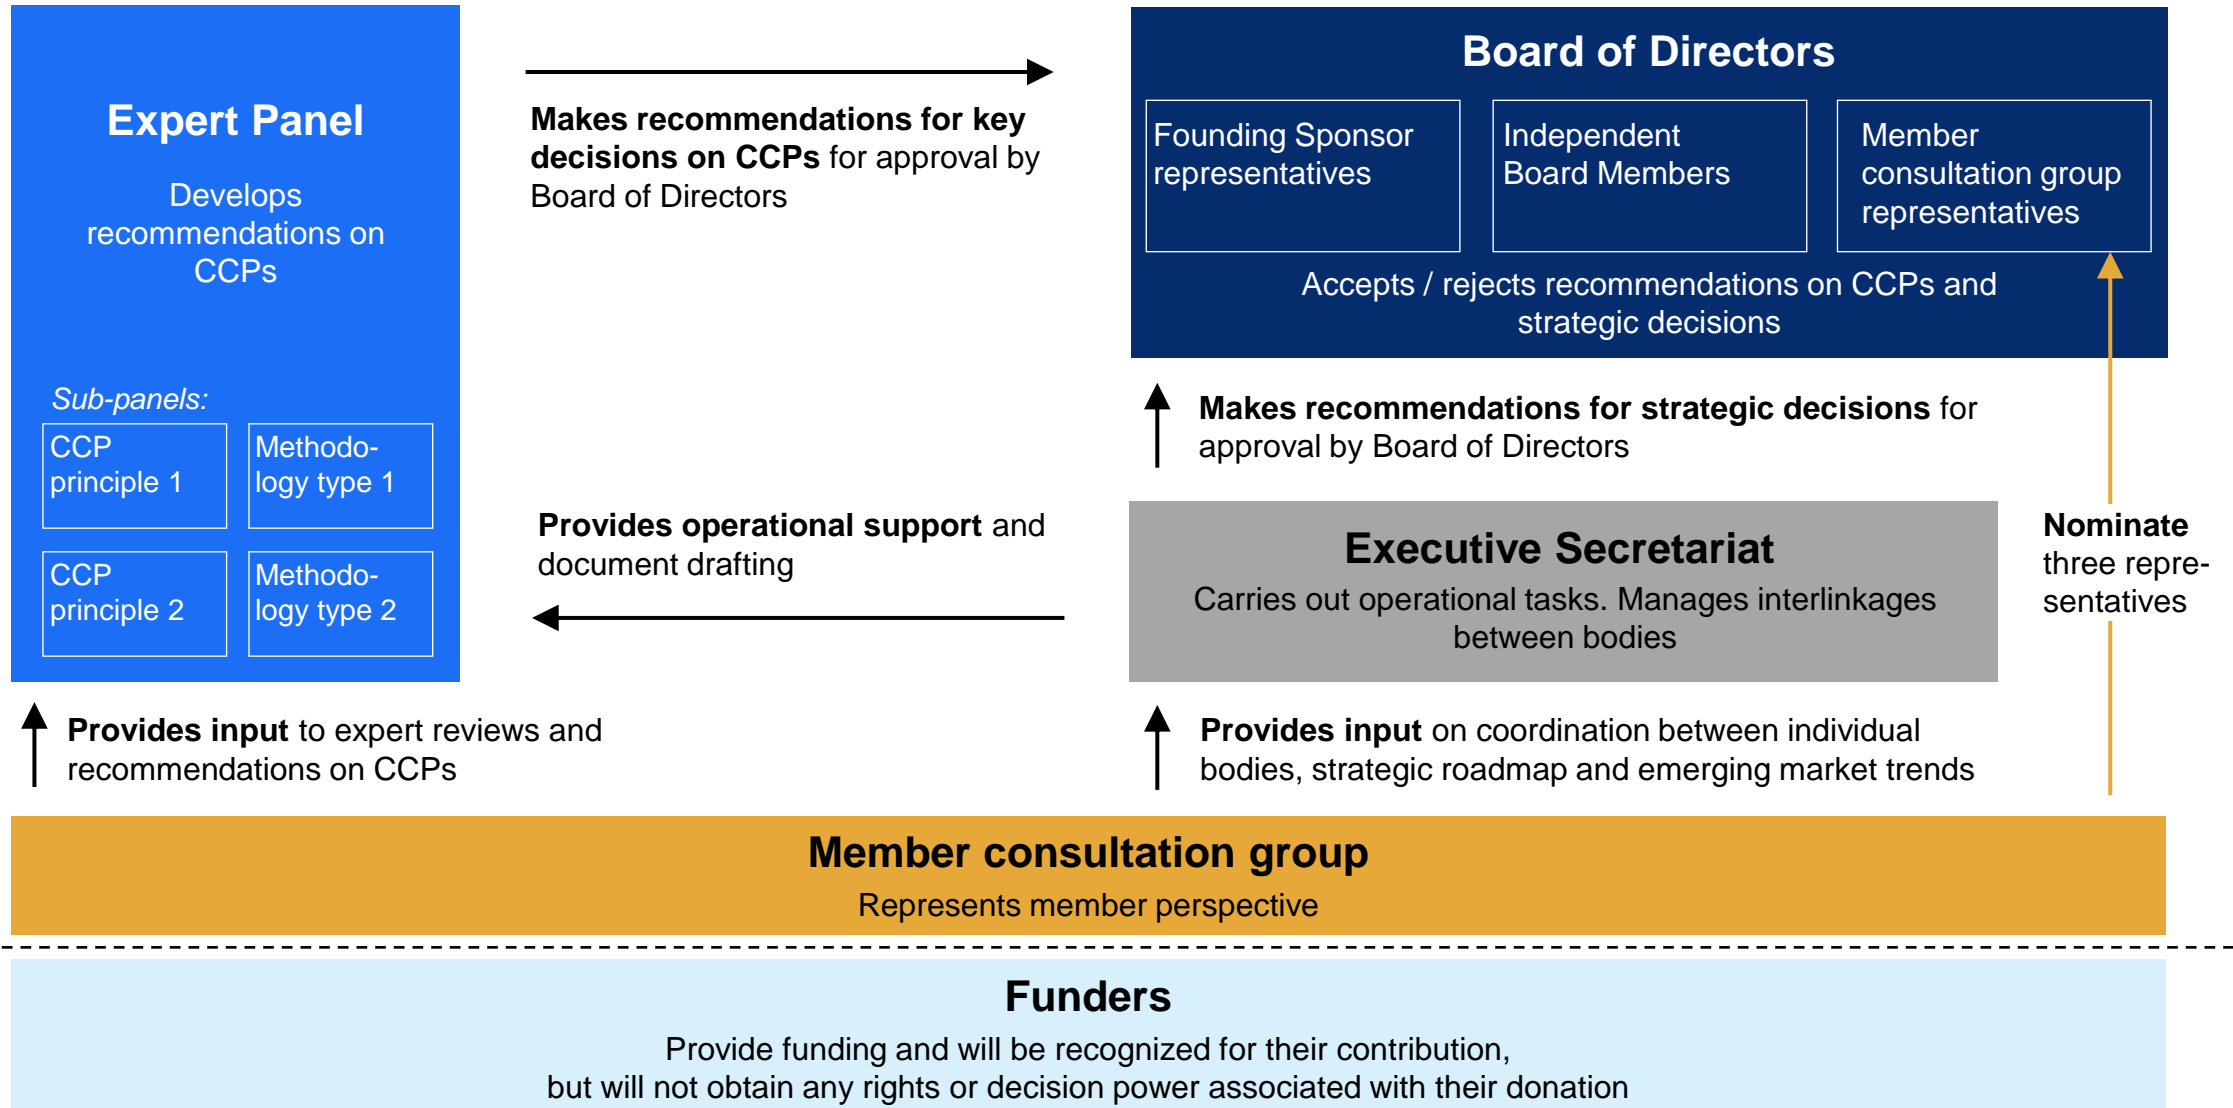 Expert Panel
Develops
recommendations on
CCPs
Sub-panels:
CCP
principle 1
Methodo-
logy type 1
CCP
principle 2
Methodo-
logy type 2
Makes recommendations for key
decisions on CCPs for approval by
Board of Directors
Board of Directors
Founding Sponsor
representatives
Independent
Board Members
Member
consultation group
representatives
Accepts / rejects recommendations on CCPs and
strategic decisions
Makes recommendations for strategic decisions for
approval by Board of Directors
Provides operational support and
document drafting
Executive Secretariat
Carries out operational tasks. Manages interlinkages
between bodies
Nominate
three repre-
sentatives
Provides input to expert reviews and
recommendations on CCPs
Provides input on coordination between individual
bodies, strategic roadmap and emerging market trends
Member consultation group
Represents member perspective
Funders
Provide funding and will be recognized for their contribution,
but will not obtain any rights or decision power associated with their donation